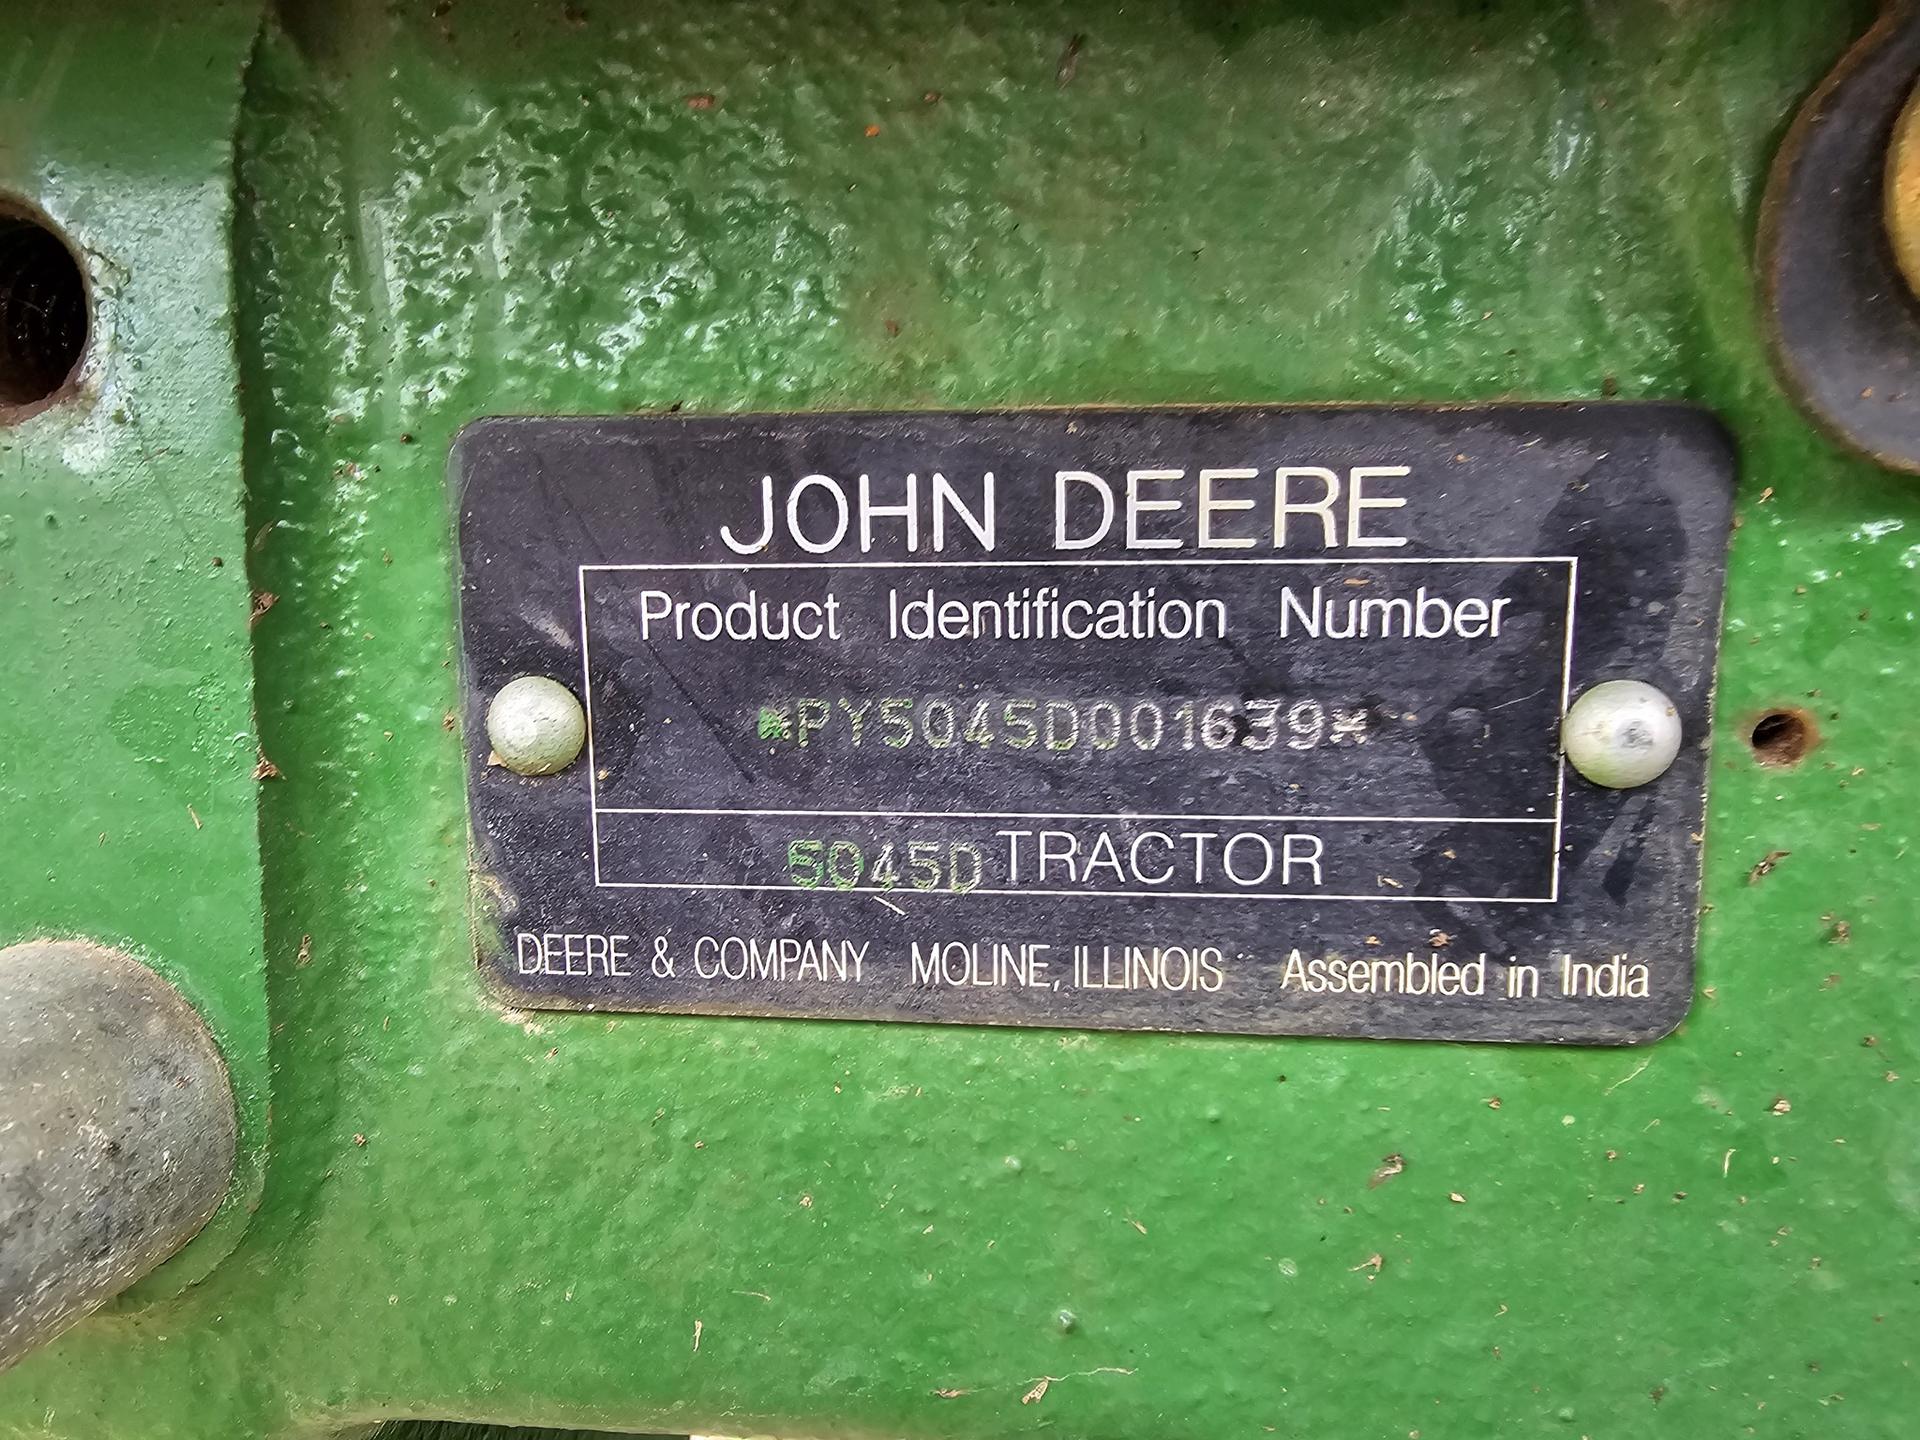 JOHN DEERE
Product Identification Number
*PY5045D001639*
5045D TRACTOR
DEERE & COMPANY MOLINE, ILLINOIS Assembled in India